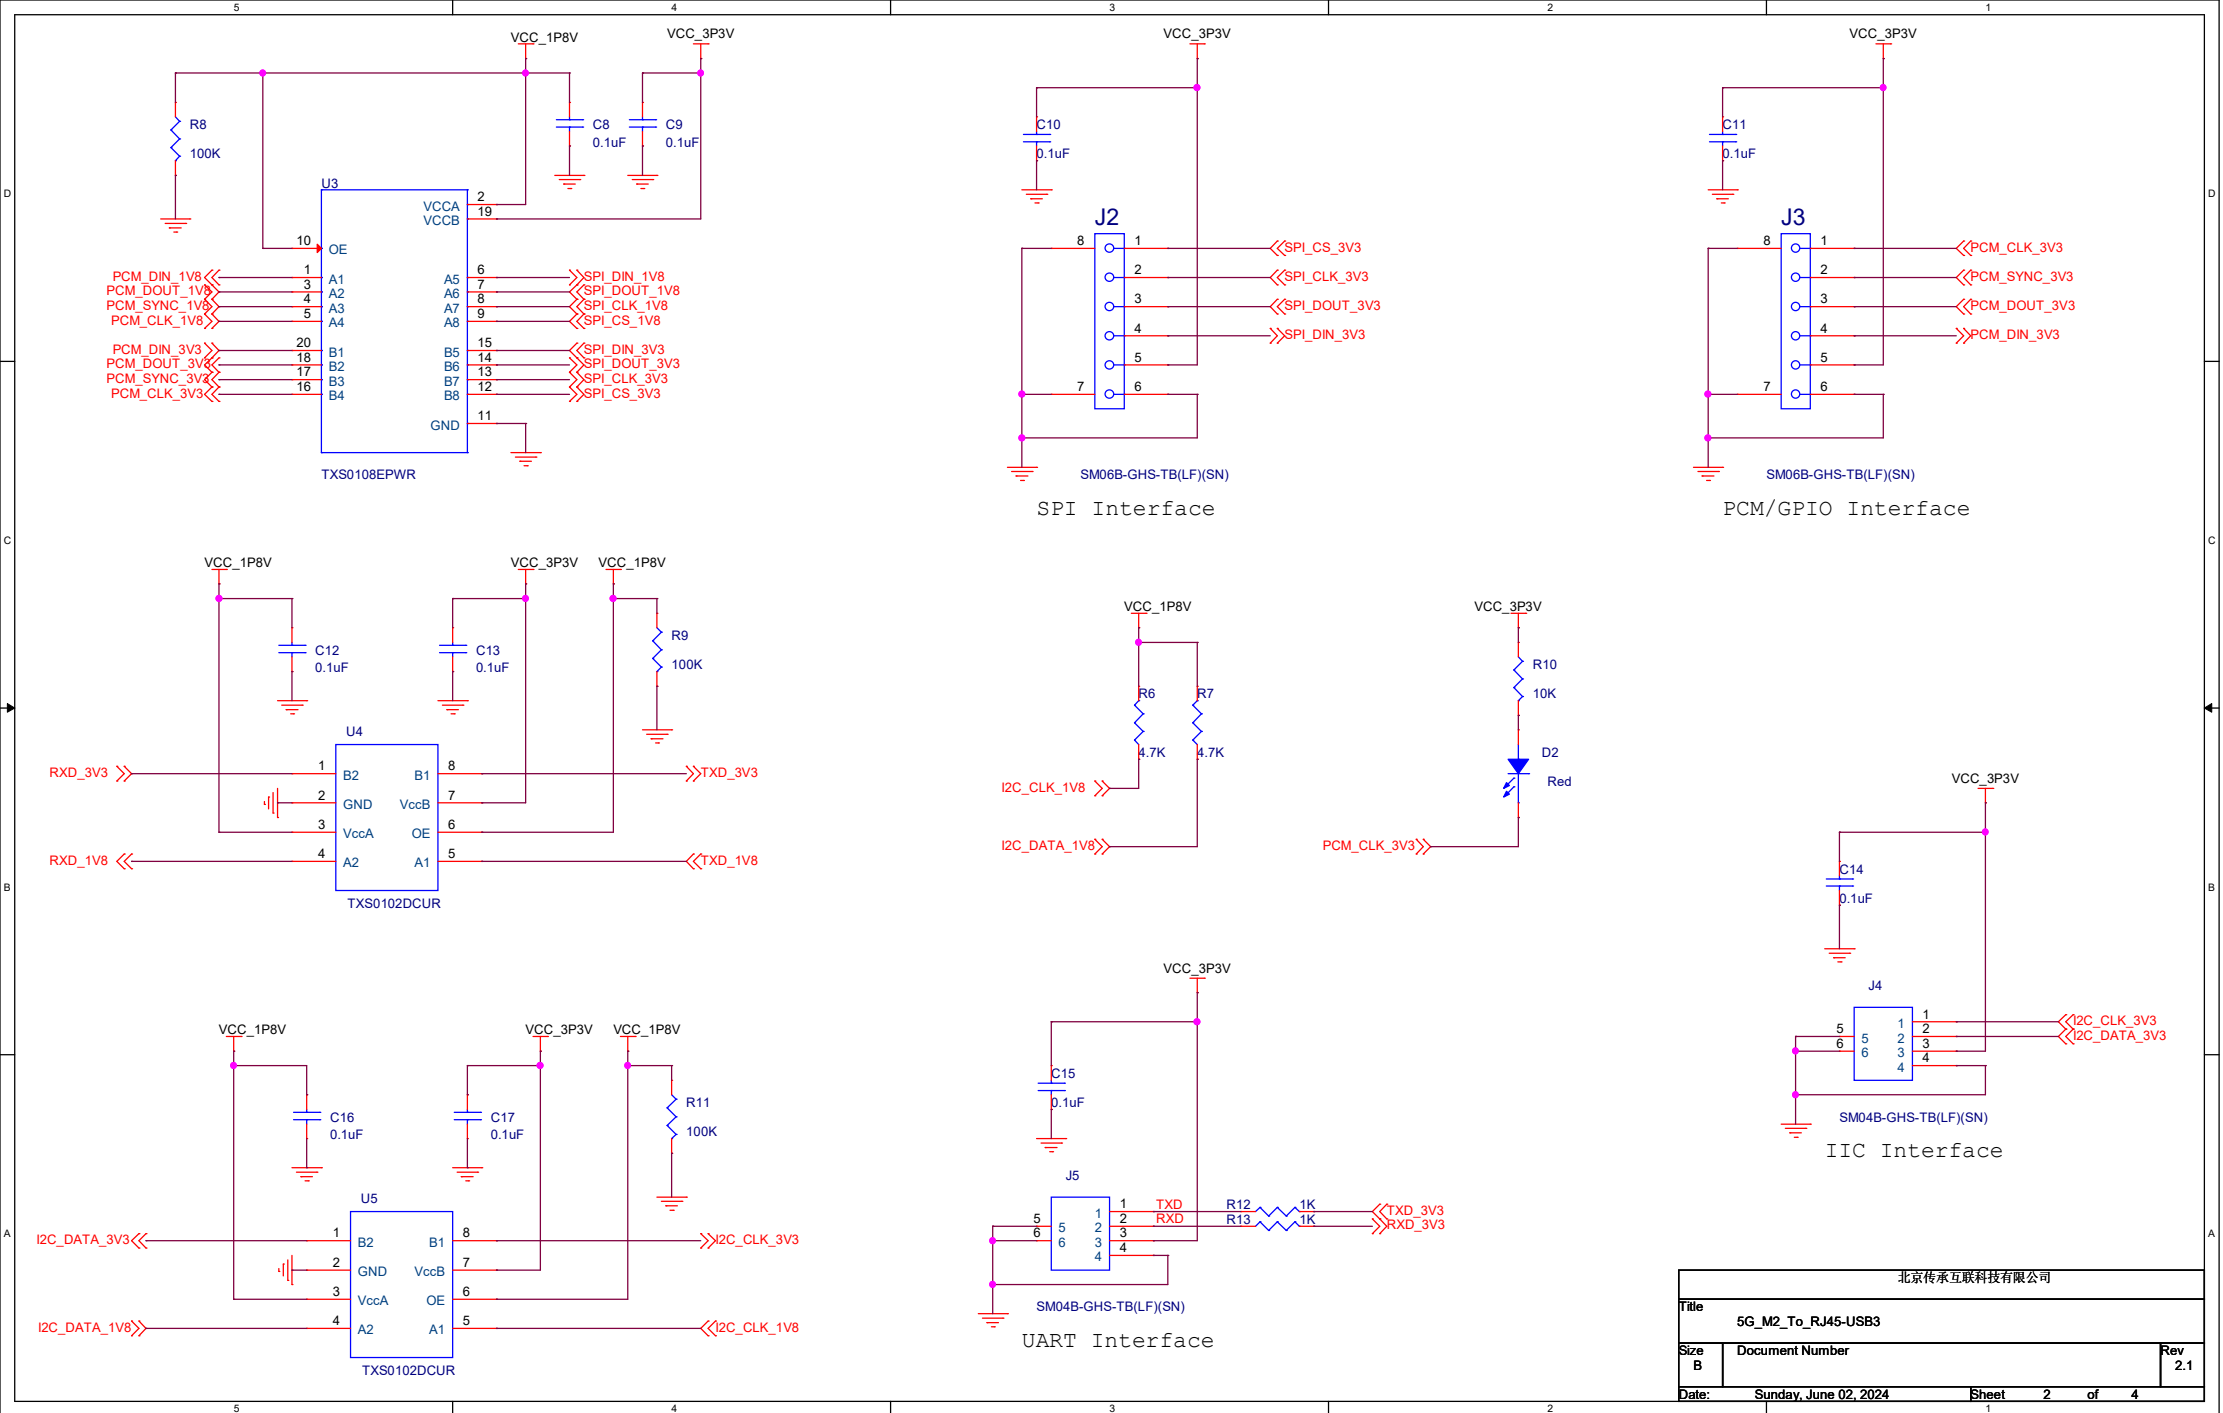 5 4 3 2 1
VCC_1P8V
VCC_3P3V
R8
100K
C8
0.1uF
C9
0.1uF
U3
VCCA 2
VCCB 19
10 OE
PCM_DIN_1V8 1 A1
PCM_DOUT_1V8 3 A2
PCM_SYNC_1V8 4 A3
PCM_CLK_1V8 5 A4
PCM_DIN_3V3 20 B1
PCM_DOUT_3V3 18 B2
PCM_SYNC_3V3 17 B3
PCM_CLK_3V3 16 B4
A5 6 SPI_DIN_1V8
A6 7 SPI_DOUT_1V8
A7 8 SPI_CLK_1V8
A8 9 SPI_CS_1V8
B5 15 SPI_DIN_3V3
B6 14 SPI_DOUT_3V3
B7 13 SPI_CLK_3V3
B8 12 SPI_CS_3V3
GND 11
TXS0108EPWR
VCC_3P3V
C10
0.1uF
J2
8 1 SPI_CS_3V3
2 SPI_CLK_3V3
3 SPI_DOUT_3V3
4 SPI_DIN_3V3
5
7 6
SM06B-GHS-TB(LF)(SN)
SPI Interface
VCC_3P3V
C11
0.1uF
J3
8 1 PCM_CLK_3V3
2 PCM_SYNC_3V3
3 PCM_DOUT_3V3
4 PCM_DIN_3V3
5
7 6
SM06B-GHS-TB(LF)(SN)
PCM/GPIO Interface
D D
C C
B B
A A
VCC_1P8V
VCC_3P3V
VCC_1P8V
C12
0.1uF
C13
0.1uF
R9
100K
U4
RXD_3V3 1 B2 B1 8 TXD_3V3
2 GND VccB 7
3 VccA OE 6
RXD_1V8 4 A2 A1 5 TXD_1V8
TXS0102DCUR
VCC_1P8V
R6
4.7K
R7
4.7K
I2C_CLK_1V8
I2C_DATA_1V8
VCC_3P3V
R10
10K
D2
Red
PCM_CLK_3V3
VCC_3P3V
C14
0.1uF
J4
5 5 1 1 I2C_CLK_3V3
6 6 2 2 I2C_DATA_3V3
3 3
4 4
SM04B-GHS-TB(LF)(SN)
IIC Interface
VCC_1P8V
VCC_3P3V
VCC_1P8V
C16
0.1uF
C17
0.1uF
R11
100K
U5
I2C_DATA_3V3 1 B2 B1 8 I2C_CLK_3V3
2 GND VccB 7
3 VccA OE 6
I2C_DATA_1V8 4 A2 A1 5 I2C_CLK_1V8
TXS0102DCUR
VCC_3P3V
C15
0.1uF
J5
5 5 1 1 TXD R12 1K TXD_3V3
6 6 2 2 RXD R13 1K RXD_3V3
3 3
4 4
SM04B-GHS-TB(LF)(SN)
UART Interface
北京传承互联科技有限公司
Title
5G_M2_To_RJ45-USB3
Size Document Number Rev
B 2.1
Date: Sunday, June 02, 2024 Sheet 2 of 4
5 4 3 2 1